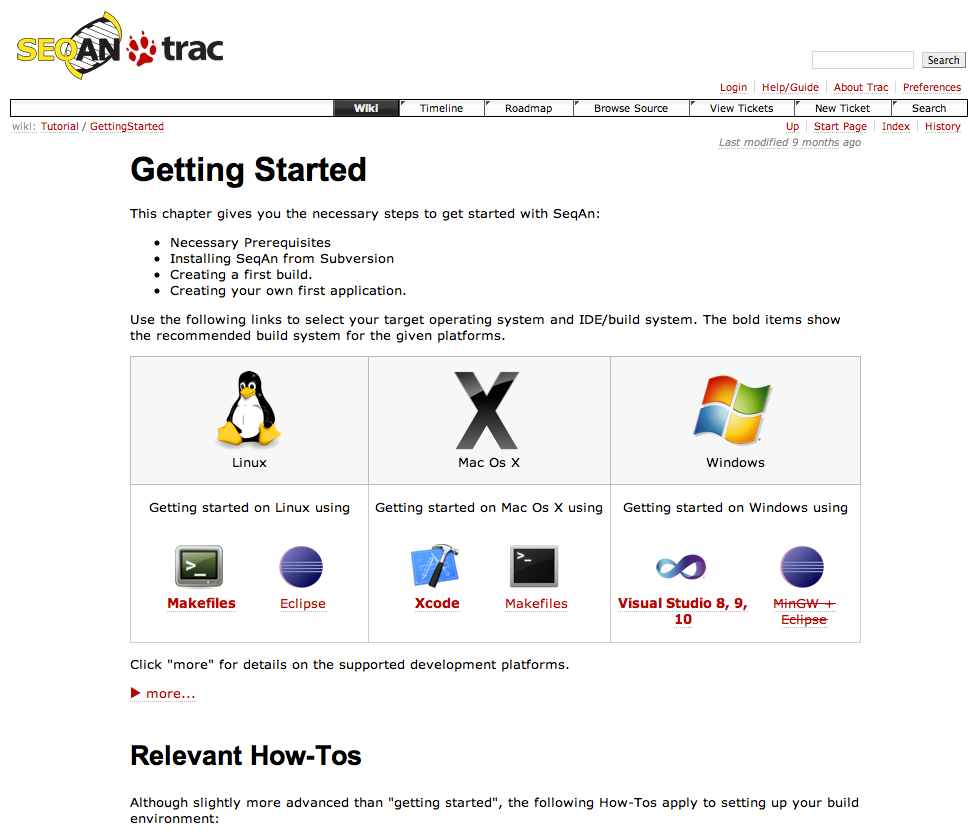 SEQAN trac
Search
Login Help/Guide About Trac Preferences
Wiki Timeline Roadmap Browse Source View Tickets New Ticket Search
wiki: Tutorial / GettingStarted Up Start Page Index History
Last modified 9 months ago
Getting Started
This chapter gives you the necessary steps to get started with SeqAn:
• Necessary Prerequisites
• Installing SeqAn from Subversion
• Creating a first build.
• Creating your own first application.
Use the following links to select your target operating system and IDE/build system. The bold items show
the recommended build system for the given platforms.
Linux Mac Os X Windows
Getting started on Linux using Getting started on Mac Os X using Getting started on Windows using
>_ >_
Makefiles Eclipse Xcode Makefiles Visual Studio 8, 9, MinGW +
10 Eclipse
Click "more" for details on the supported development platforms.
more...
Relevant How-Tos
Although slightly more advanced than "getting started", the following How-Tos apply to setting up your build
environment: